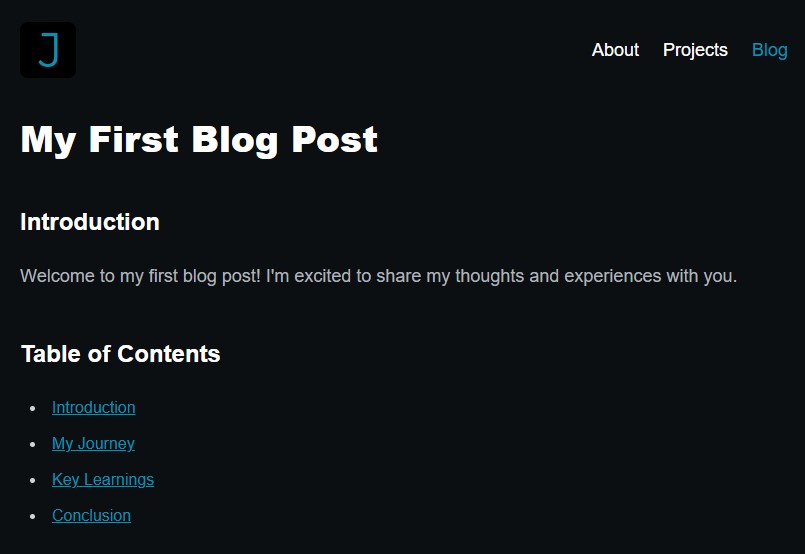 J
About Projects Blog
My First Blog Post
Introduction
Welcome to my first blog post! I'm excited to share my thoughts and experiences with you.
Table of Contents
Introduction
My Journey
Key Learnings
Conclusion